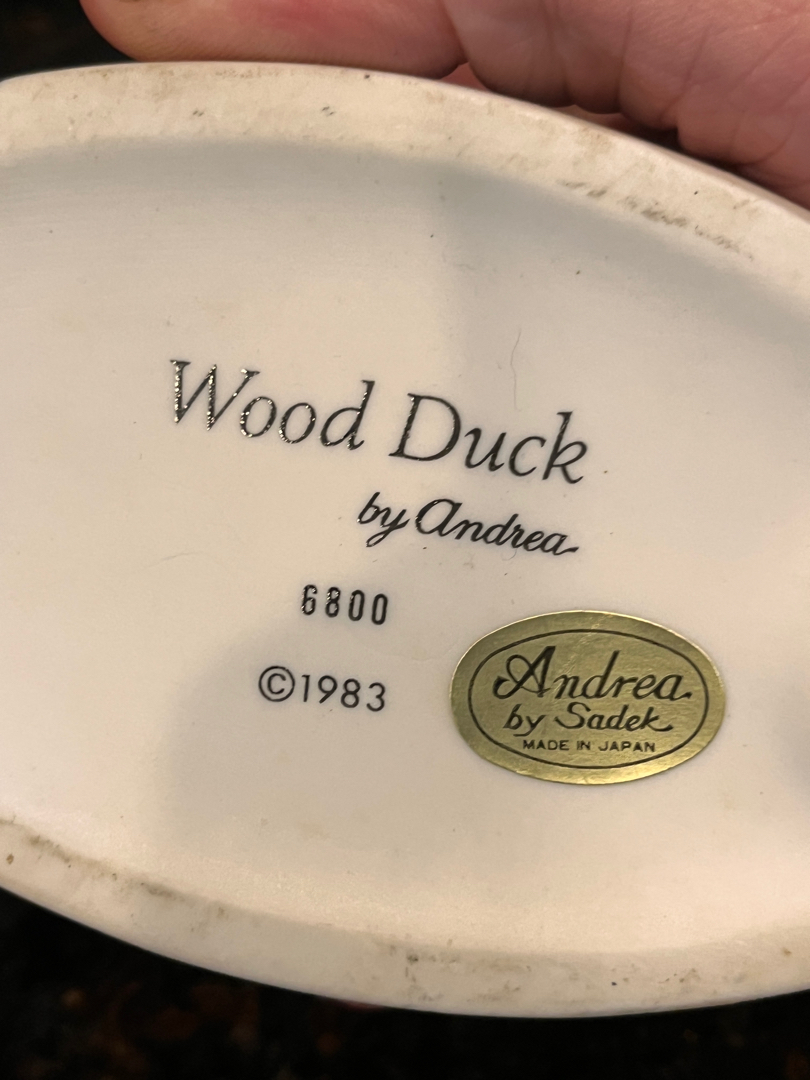 Wood Duck
by Andrea
6800
©1983
Andrea
by Sadek
MADE IN JAPAN